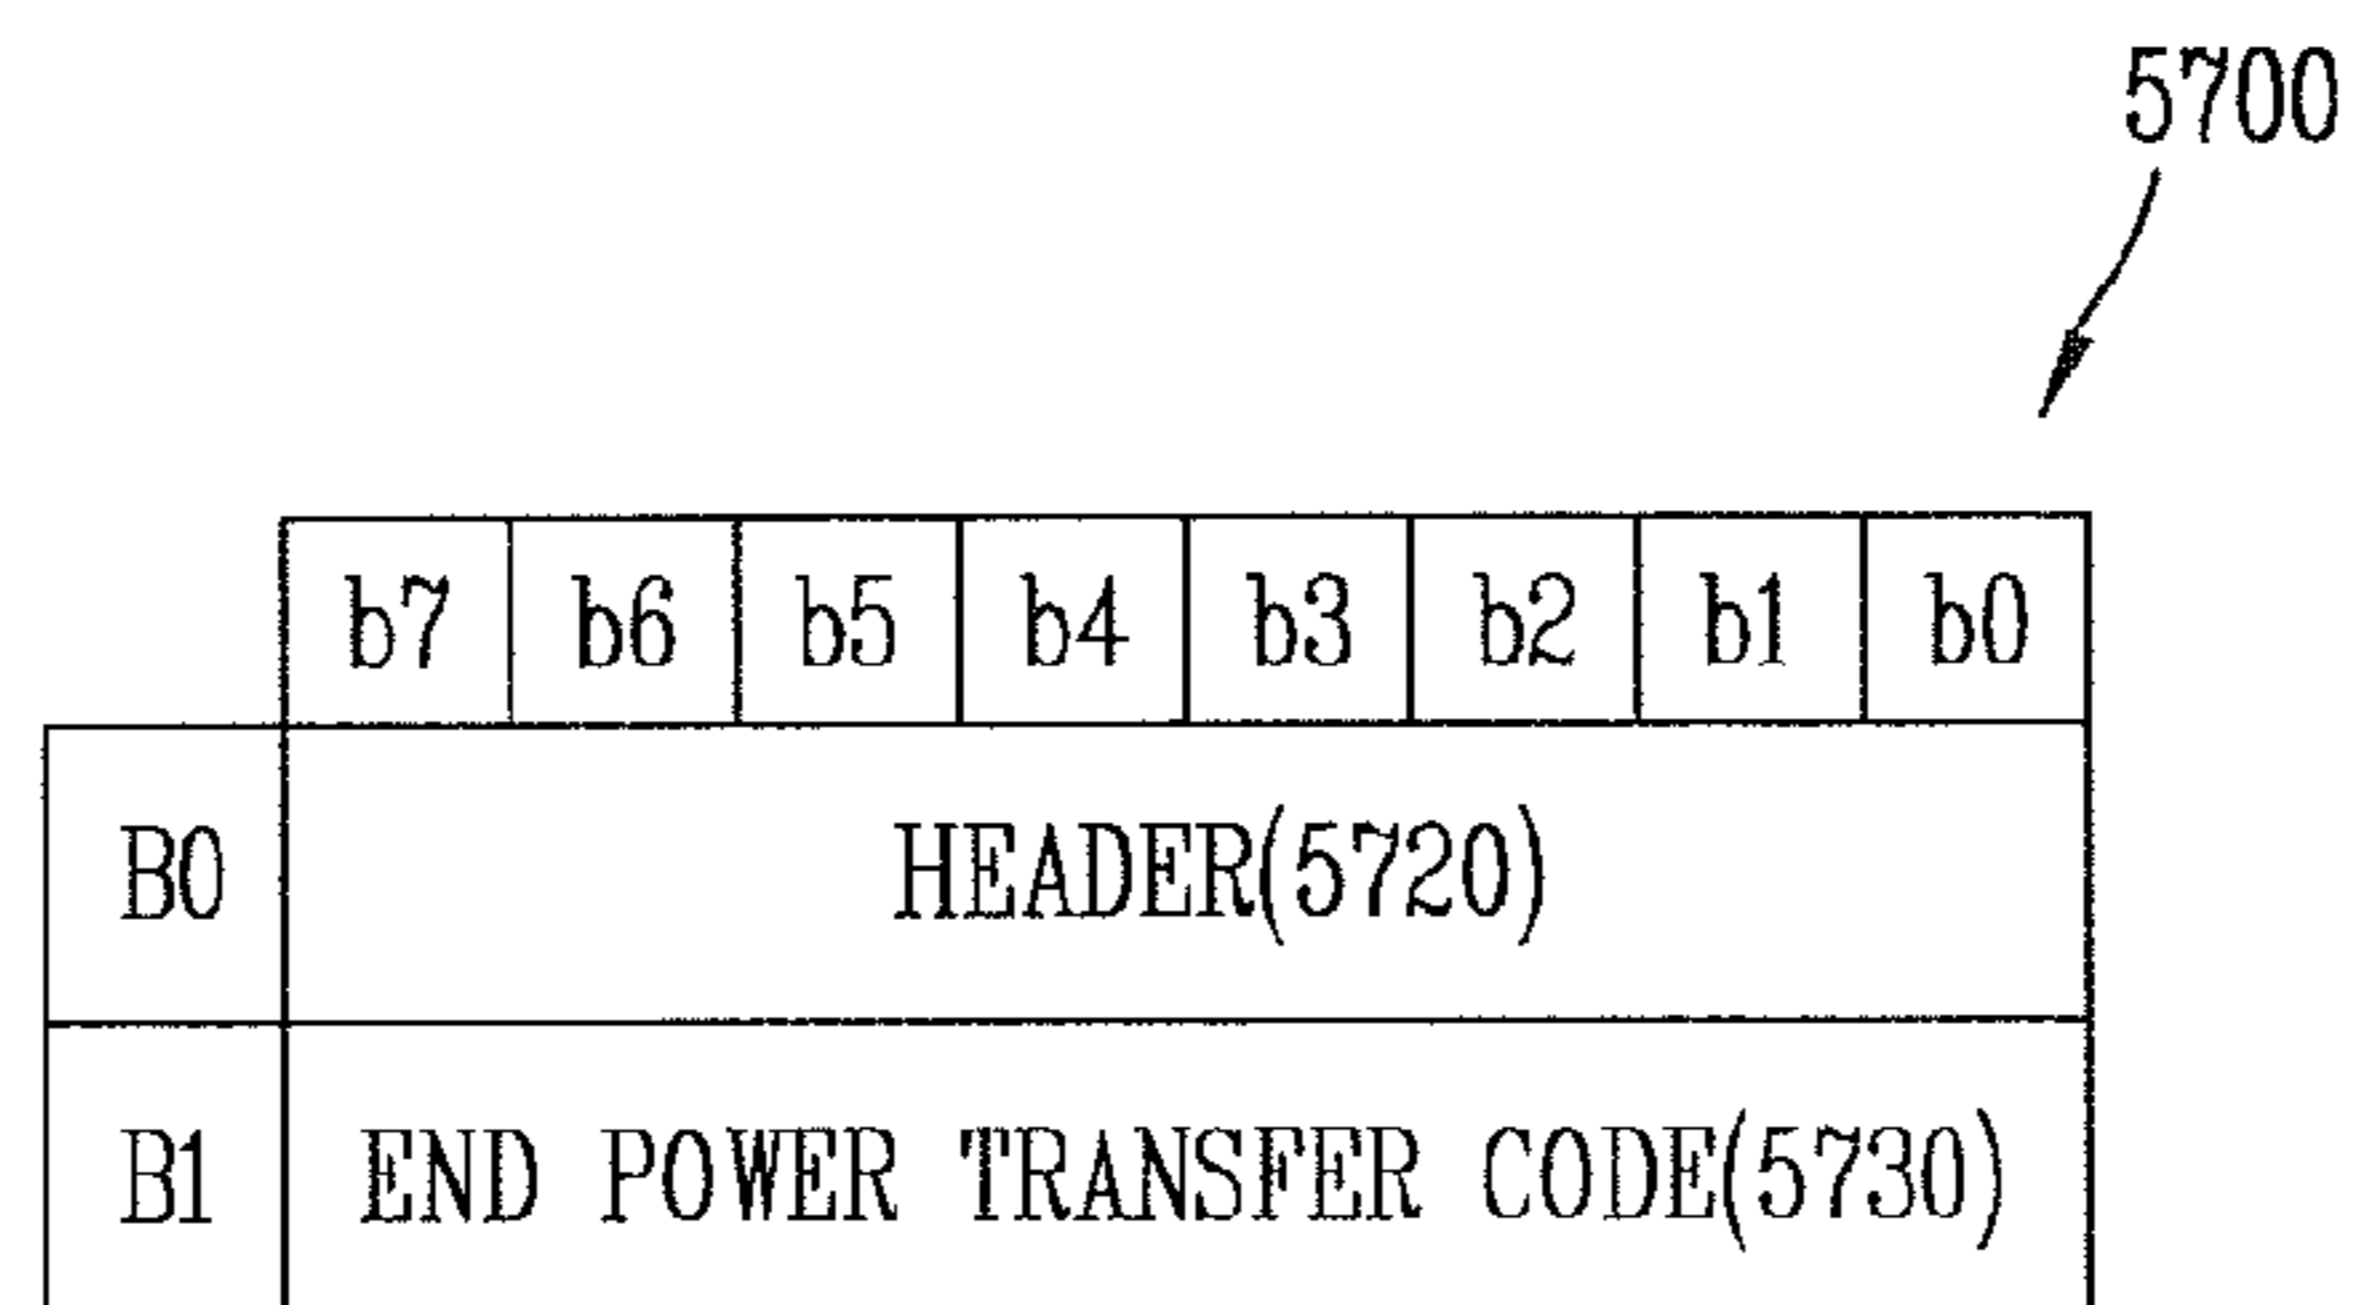 5700
b7 b6 b5 b4 b3 b2 b1 b0
B0 HEADER(5720)
B1 END POWER TRANSFER CODE(5730)